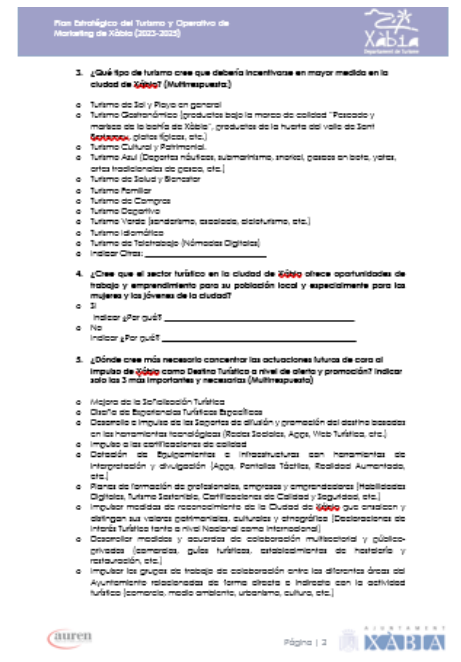 Plan Estratégico del Turismo y Operativo de
Marketing de Xàbia (2023-2025)
Xàbia
Departament de Turisme
3. ¿Qué tipo de turismo cree que debería incentivarse en mayor medida en la
ciudad de Xàbia? (Multirrespuesta)
o Turismo de Sol y Playa en general
o Turismo Gastronómico (productos bajo la marca de calidad "Pescado y
marisco de la bahía de Xàbia", productos de la huerta del valle de Sant
platos típicos, etc.)
o Turismo Cultural y Patrimonial.
o Turismo Azul (Deportes náuticos, submarinismo, snorkel, paseos en bote, yates,
artes tradicionales de pesca, etc.)
o Turismo de Salud y Bienestar
o Turismo Familiar
o Turismo de Compras
o Turismo Deportivo
o Turismo Verde (senderismo, escalada, cicloturismo, etc.)
o Turismo Idiomático
o Turismo de Teletrabajo (Nómadas Digitales)
o Indicar Otros:
4. ¿Cree que el sector turístico en la ciudad de Xàbia ofrece oportunidades de
trabajo y emprendimiento para su población local y especialmente para las
mujeres y los jóvenes de la ciudad?
o Si
Indicar ¿Por qué?
o No
Indicar ¿Por qué?
5. ¿Dónde cree más necesario concentrar las actuaciones futuras de cara al
impulso de Xàbia como Destino Turístico a nivel de oferta y promoción? Indicar
solo las 3 más importantes y necesarias (Multirrespuesta)
o Mejora de la Señalización Turística
o Diseño de Experiencias Turísticas Específicas
o Desarrollo e impulso de los Soportes de difusión y promoción del destino basados
en las herramientas tecnológicas (Redes Sociales, Apps, Web Turística, etc.)
o Impulso a las certificaciones de calidad
o Dotación de Equipamientos e Infraestructuras con herramientas de
interpretación y divulgación (Apps, Pantallas Táctiles, Realidad Aumentada,
etc.)
o Planes de formación de profesionales, empresas y emprendedores (Habilidades
Digitales, Turismo Sostenible, Certificaciones de Calidad y Seguridad, etc.)
o Impulsar medidas de reconocimiento de la Ciudad de Xàbia que ensalcen y
distingan sus valores patrimoniales, culturales y etnográfico (Declaraciones de
Interés Turístico tanto a nivel Nacional como Internacional)
o Desarrollar medidas y acuerdos de colaboración multisectorial y público-
privadas (comercios, guías turísticos, establecimientos de hostelería y
restauración, etc.)
o Impulsar los grupos de trabajo de colaboración entre las diferentes áreas del
Ayuntamiento relacionadas de forma directa e indirecta con la actividad
turística (comercio, medio ambiente, urbanismo, cultura, etc.)
auren
Página | 2
AJUNTAMENT
XÀBIA